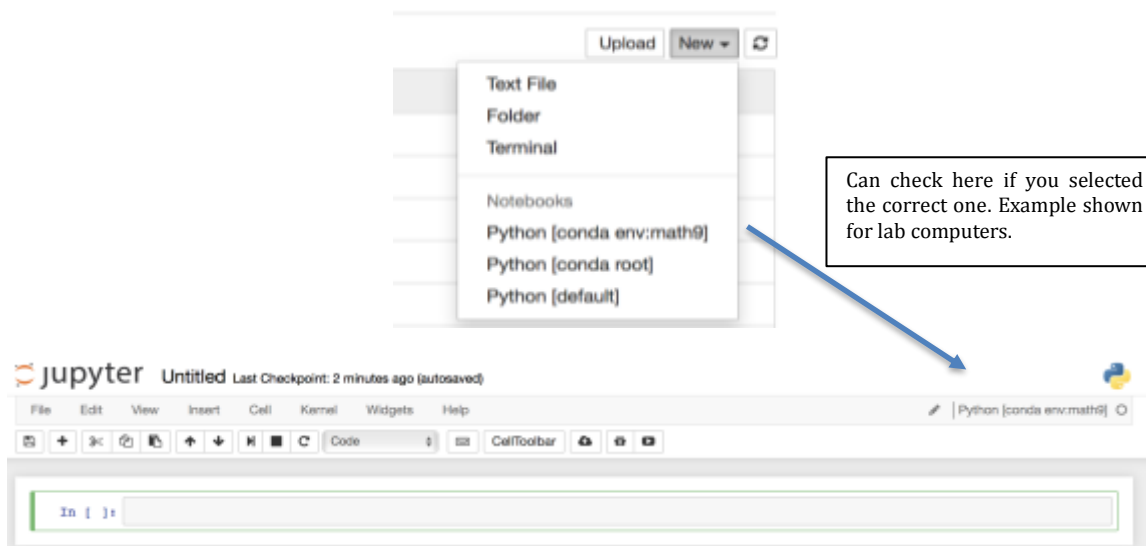 Upload New
Text File
Folder
Terminal
Notebooks
Python [conda env:math9]
Python [conda root]
Python [default]
Can check here if you selected
the correct one. Example shown
for lab computers.
jupyter Untitled Last Checkpoint: 2 minutes ago (autosaved)
File Edit View Insert Cell Kernel Widgets Help
Python [conda env:math9]
Code CellToolbar
In [ ]: